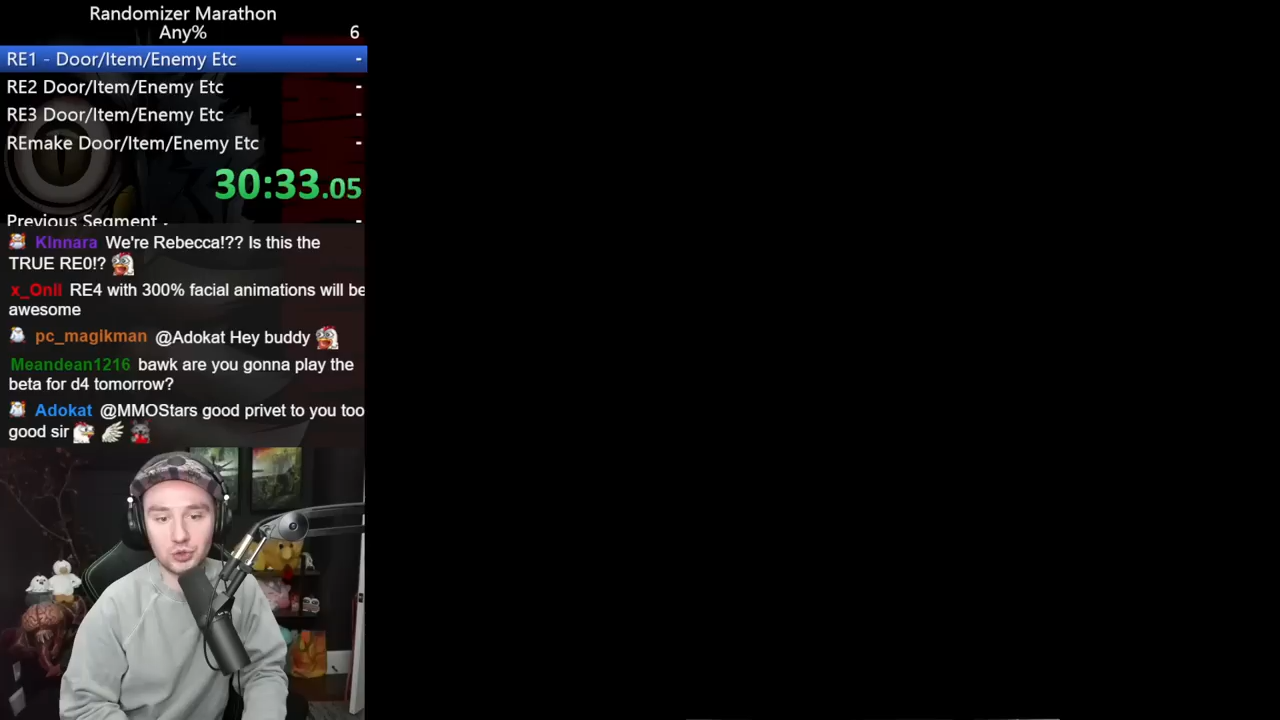 Randomizer Marathon
Any% 6
RE1 - Door/Item/Enemy Etc -
RE2 Door/Item/Enemy Etc -
RE3 Door/Item/Enemy Etc -
REmake Door/Item/Enemy Etc -
30:33.05
Previous Segment - -
KInnara We're Rebecca!?? Is this the
TRUE RE0!?
x_OniI RE4 with 300% facial animations will be
awesome
pc_magikman @Adokat Hey buddy
Meandean1216 bawk are you gonna play the
beta for d4 tomorrow?
Adokat @MMOStars good privet to you too
good sir